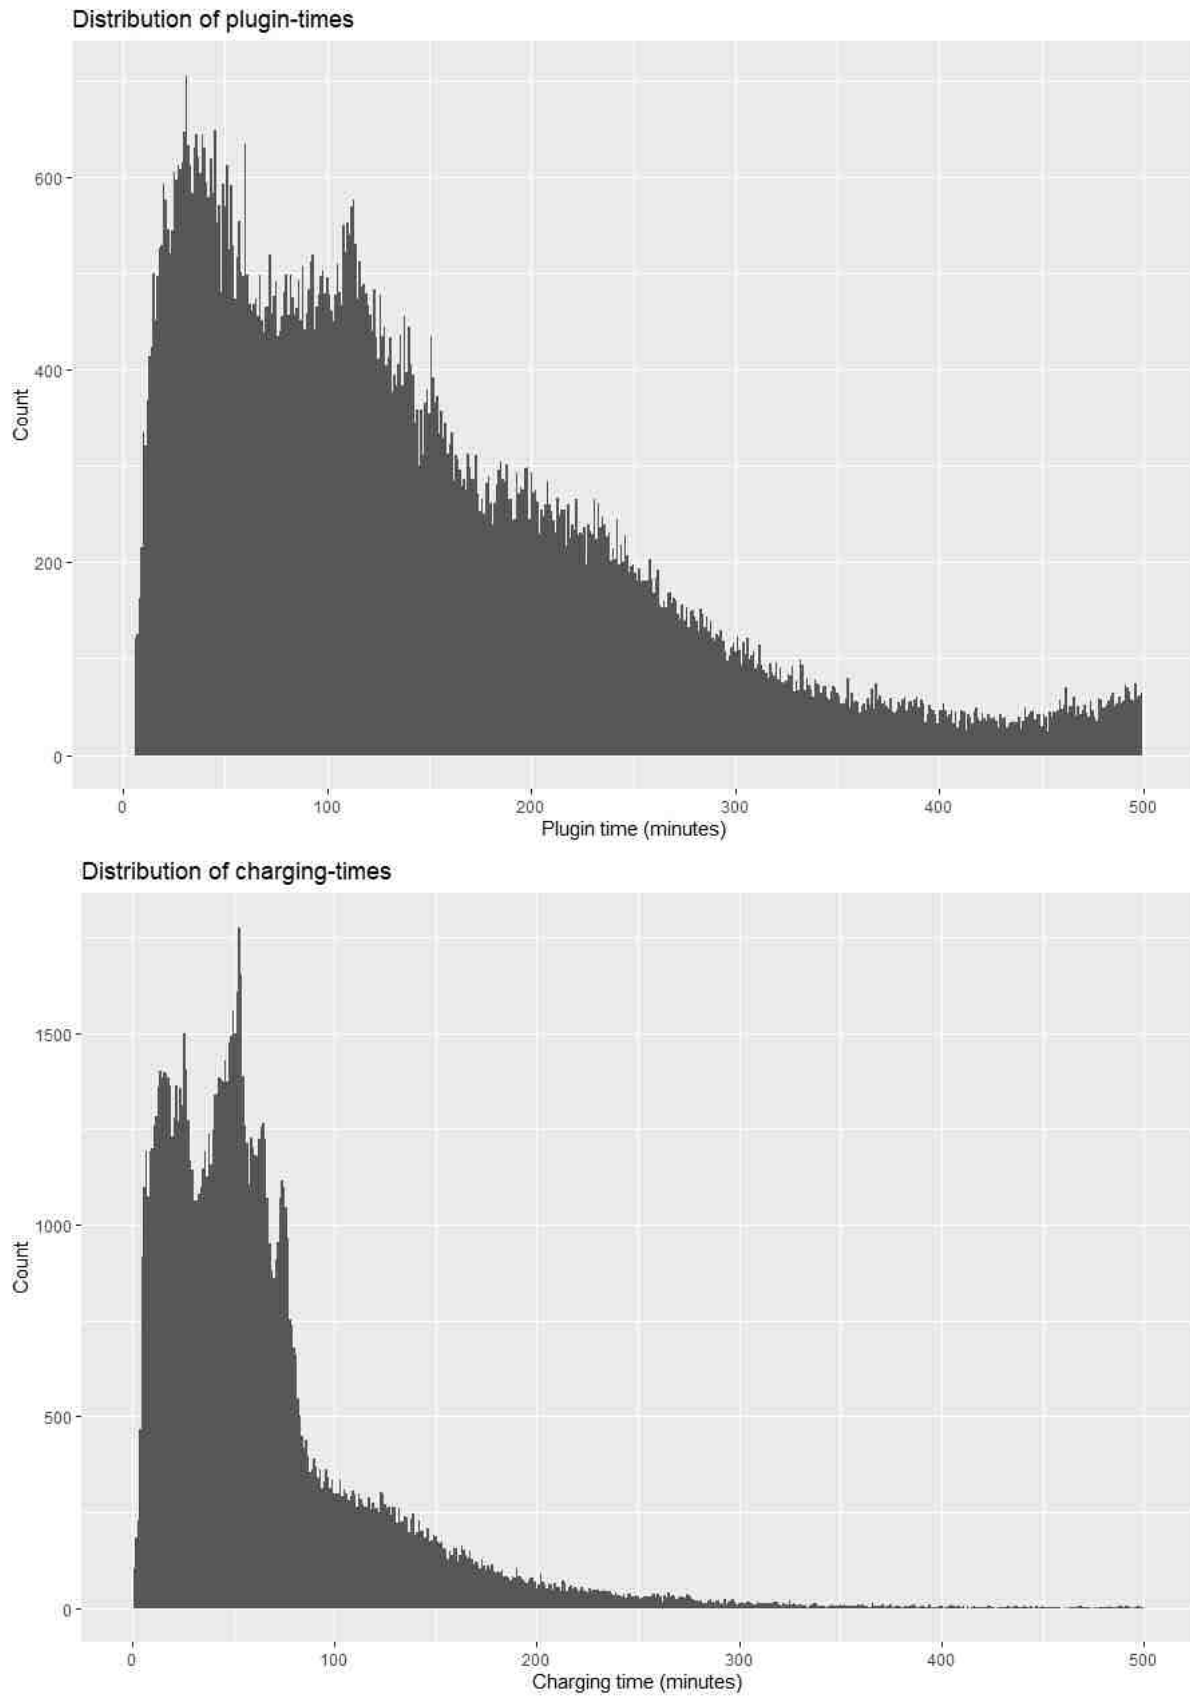 Distribution of plugin-times
600
400
200
0
Count
0 100 200 300 400 500
Plugin time (minutes)
Distribution of charging-times
1500
1000
500
0
Count
0 100 200 300 400 500
Charging time (minutes)